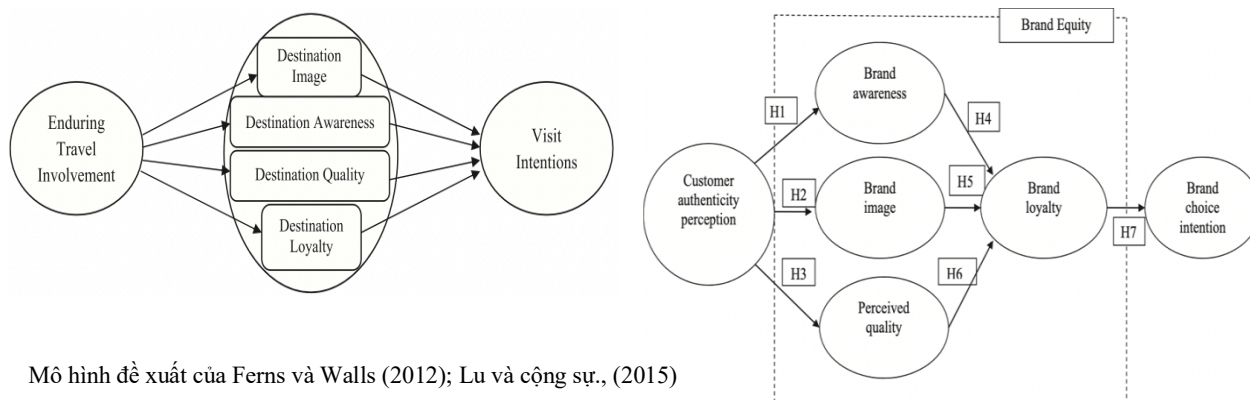 Destination
Image
Destination Awareness
Destination Quality
Destination
Loyalty
Enduring
Travel
Involvement
Visit
Intentions
Brand Equity
Brand
awareness
H1
H4
Customer
authenticity
perception
H2
Brand
image
H5
Brand
loyalty
H7
Brand
choice
intention
H3
H6
Perceived
quality
Mô hình đề xuất của Ferns và Walls (2012); Lu và cộng sự., (2015)